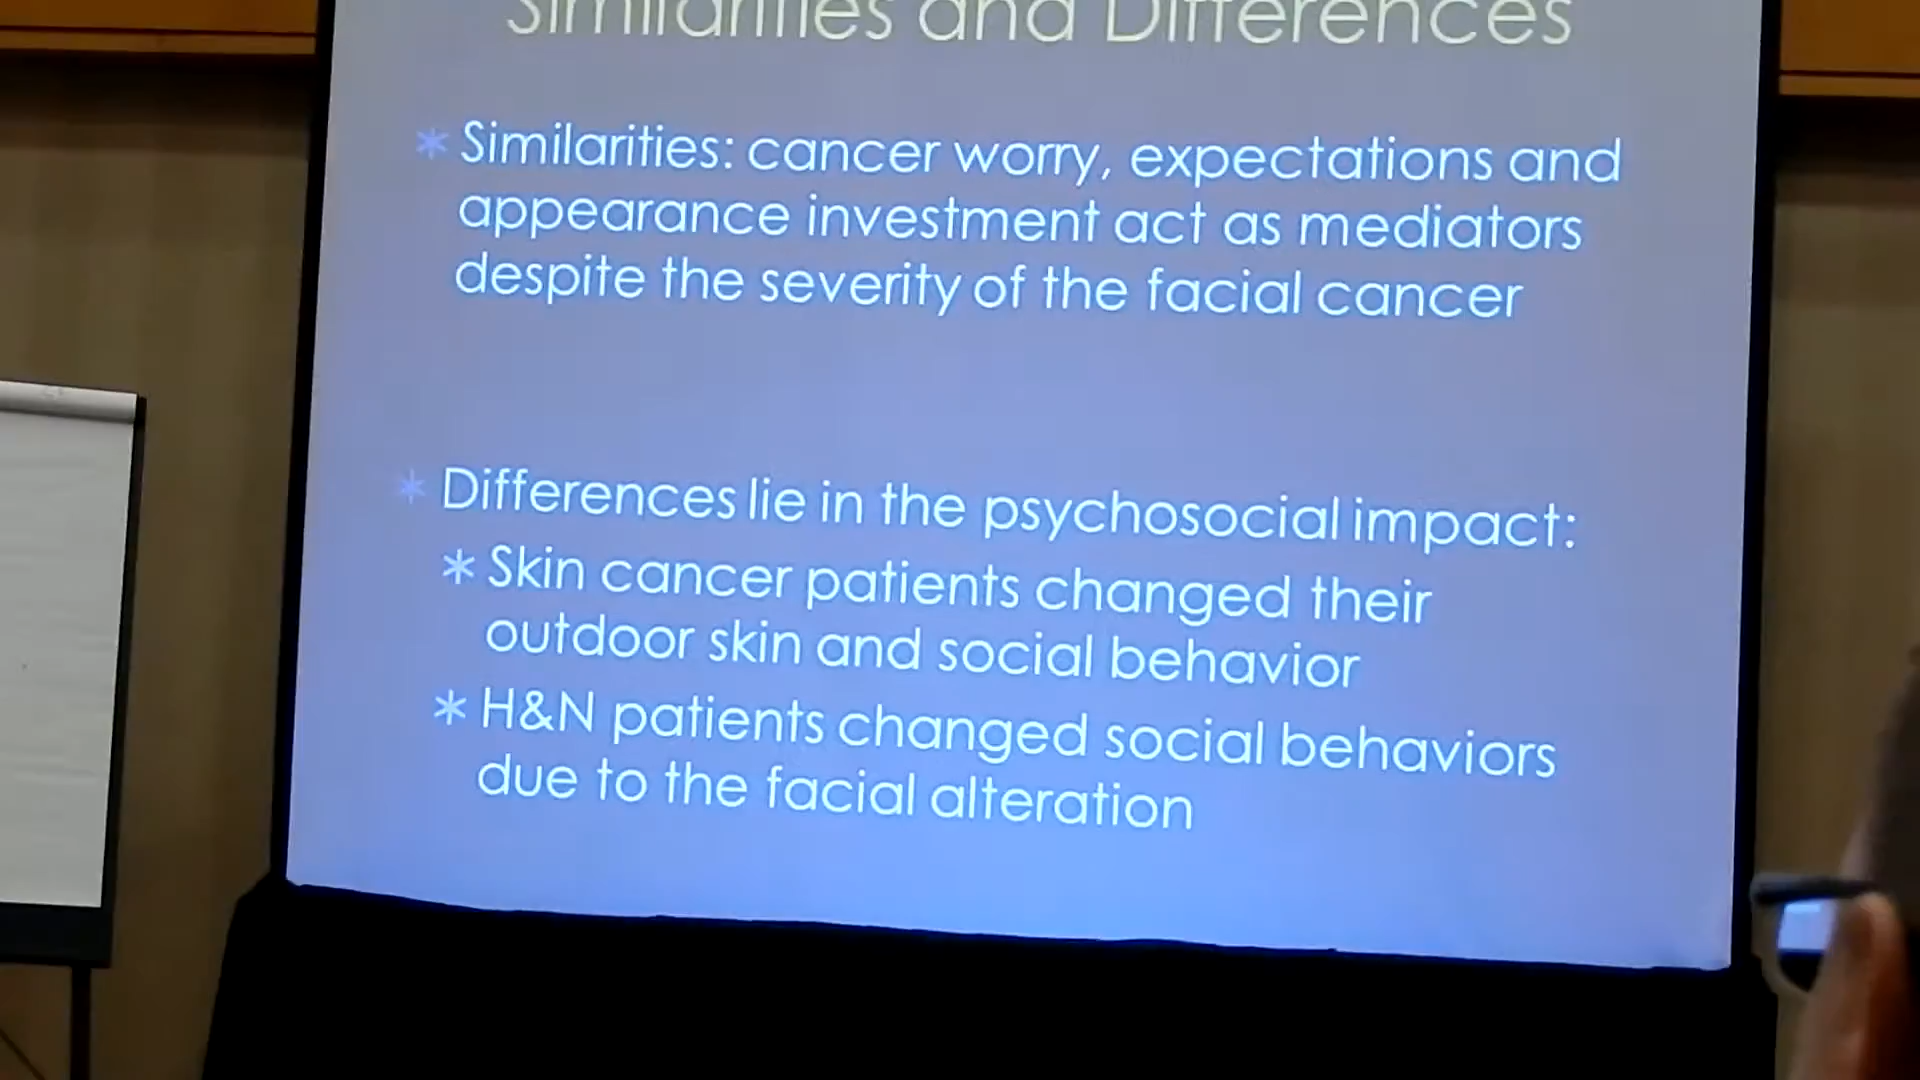 Similarities and Differences
* Similarities: cancer worry, expectations and
appearance investment act as mediators
despite the severity of the facial cancer
* Differences lie in the psychosocial impact:
* Skin cancer patients changed their
outdoor skin and social behavior
* H&N patients changed social behaviors
due to the facial alteration